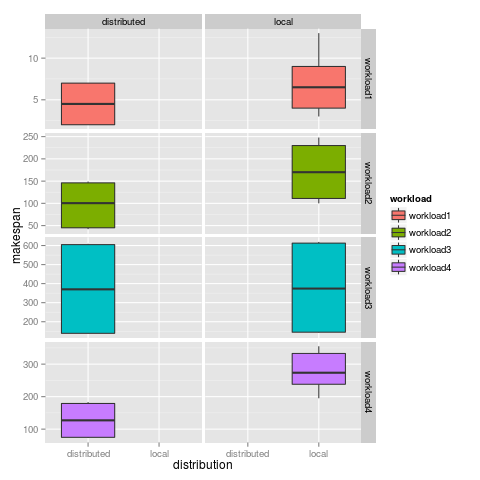 distributed
local
10
5
workload1
250
200
150
100
50
workload2
600
500
400
300
200
workload3
300
200
100
workload4
makespan
distributed
local
distributed
local
distribution
workload
workload1
workload2
workload3
workload4